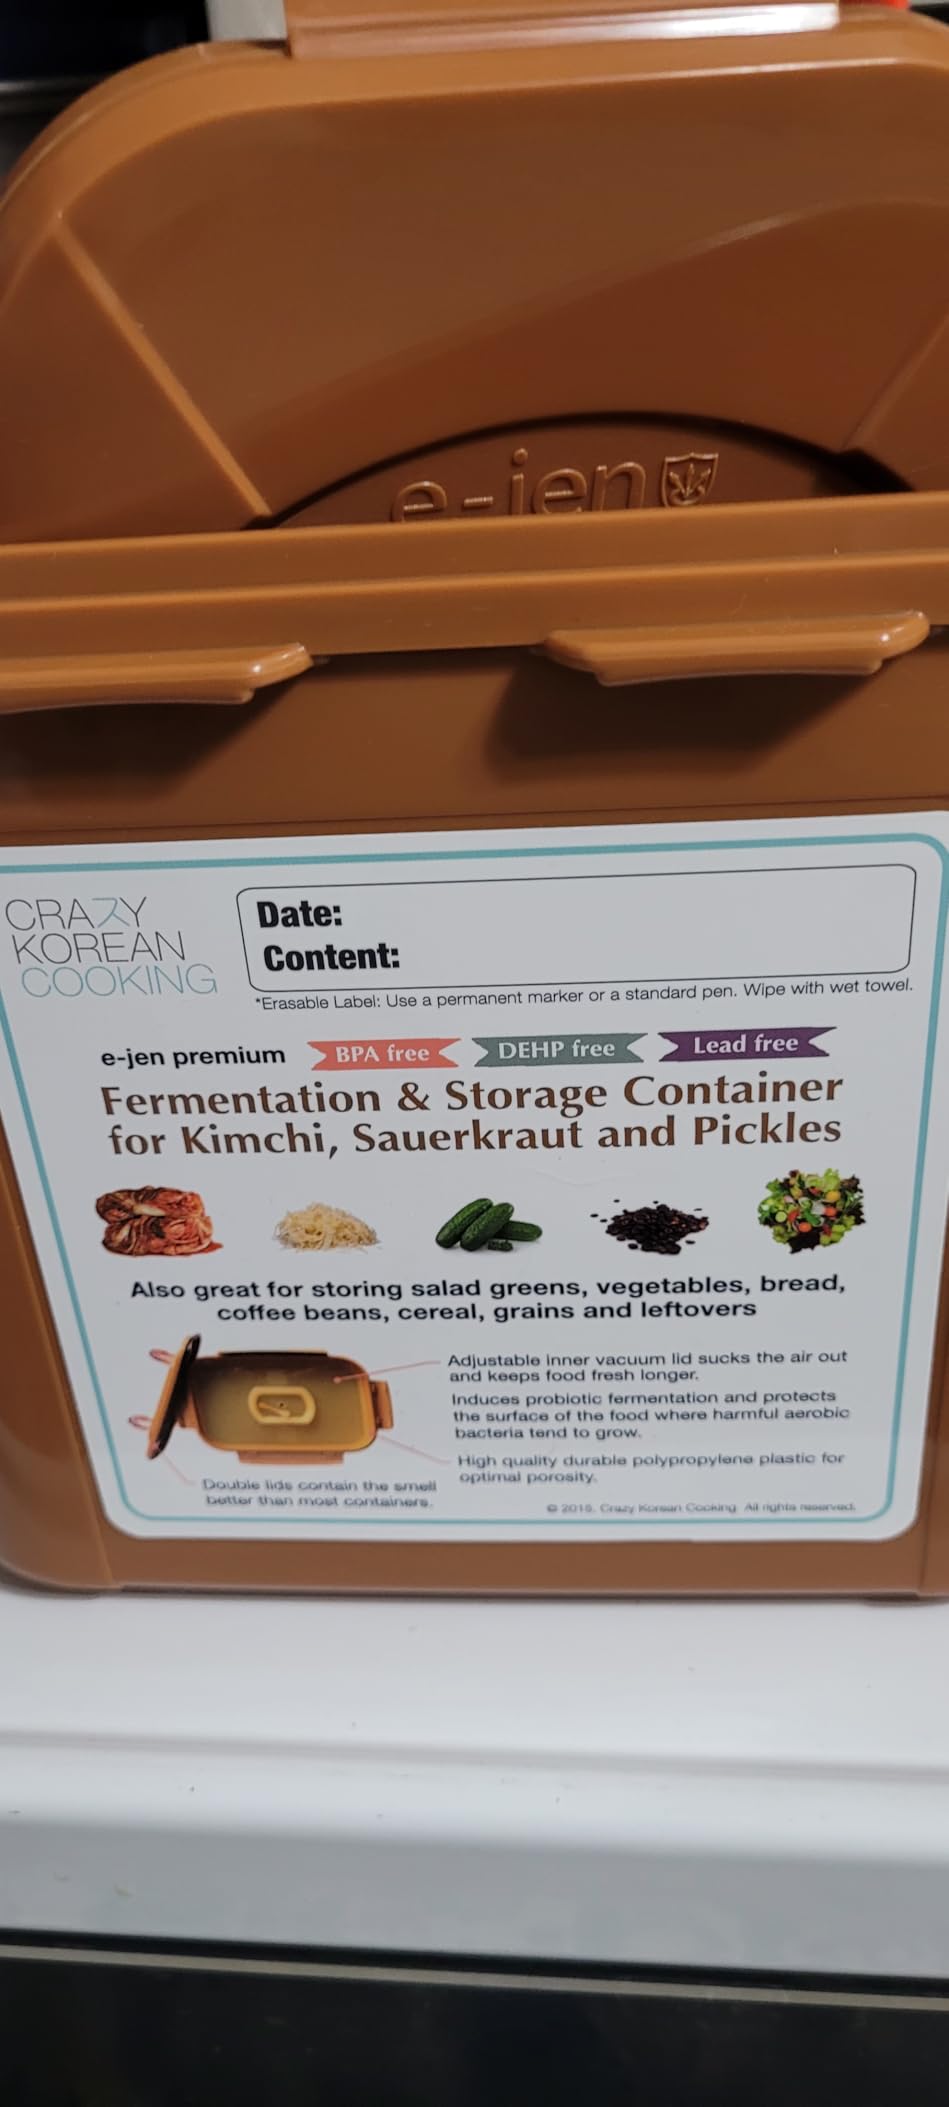 e-jen
CRAZY
KOREAN
COOKING
Date:
Content:
*Erasable Label: Use a permanent marker or a standard pen. Wipe with wet towel.
e-jen premium BPA free DEHP free Lead free
Fermentation & Storage Container
for Kimchi, Sauerkraut and Pickles
Also great for storing salad greens, vegetables, bread,
coffee beans, cereal, grains and leftovers
Adjustable inner vacuum lid sucks the air out
and keeps food fresh longer.
Induces probiotic fermentation and protects
the surface of the food where harmful aerobic
bacteria tend to grow.
High quality durable polypropylene plastic for
optimal porosity.
Double lids contain the smell
better than most containers.
© Crazy Korean Cooking. All rights reserved.